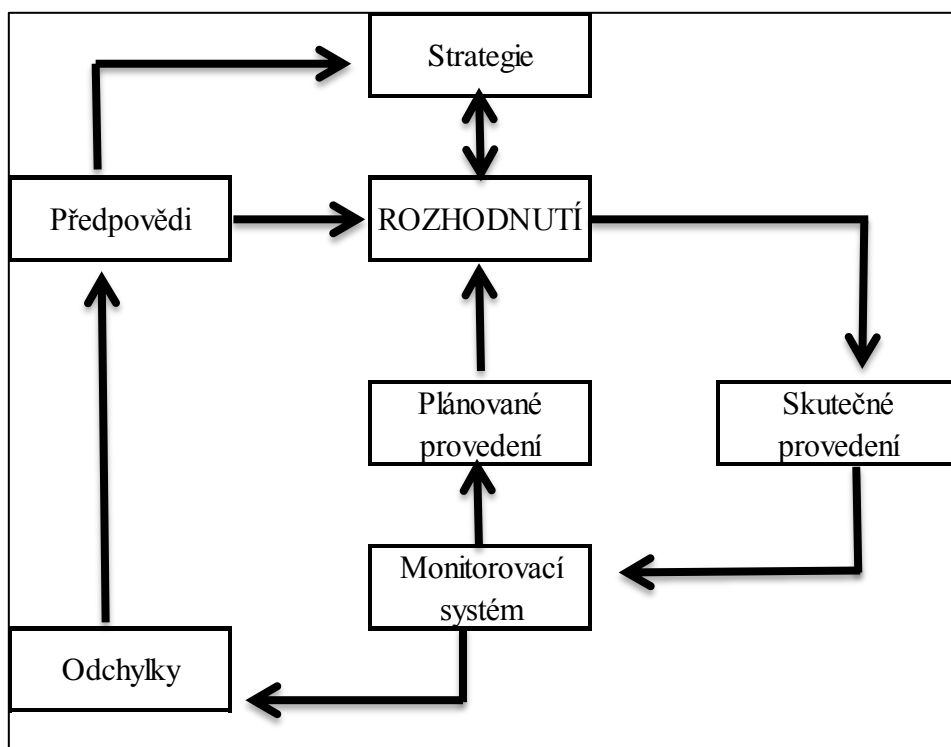 Strategie
Předpovědi
ROZHODNUTÍ
Plánované
provedení
Skutečné
provedení
Monitorovací
systém
Odchylky